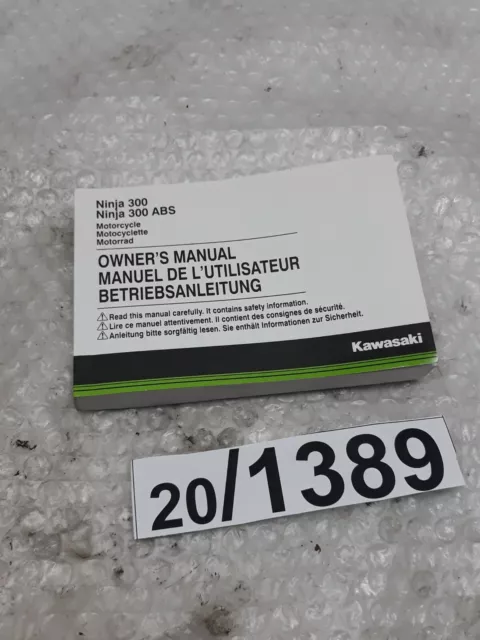 Ninja 300
Ninja 300 ABS
Motorcycle
Motocyclette
Motorrad
OWNER'S MANUAL
MANUEL DE L'UTILISATEUR
BETRIEBSANLEITUNG
Read this manual carefully. It contains safety information.
Lire ce manuel attentivement. Il contient des consignes de sécurité.
Anleitung bitte sorgfältig lesen. Sie enthält Informationen zur Sicherheit.
Kawasaki
20/1389